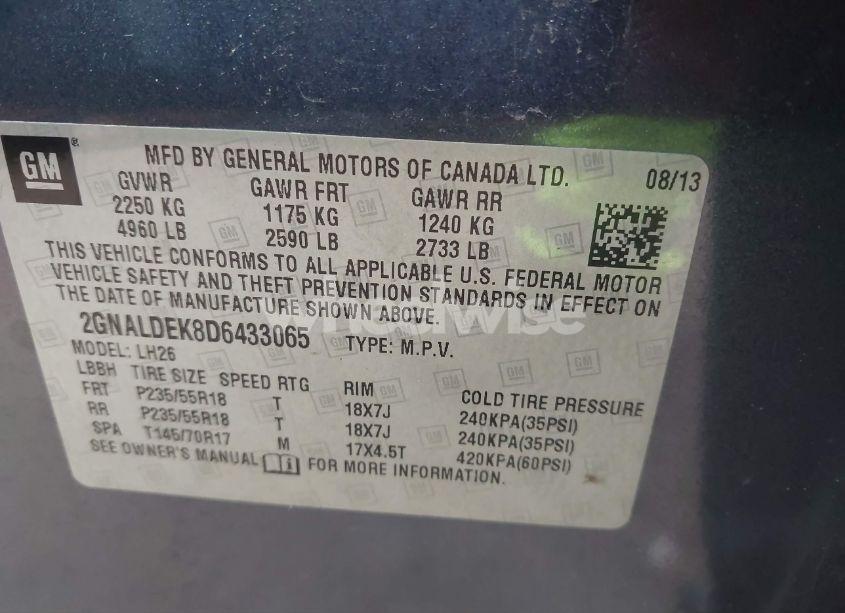 GM ®
MFD BY GENERAL MOTORS OF CANADA LTD. 08/13
GVWR GAWR FRT GAWR RR
2250 KG 1175 KG 1240 KG
4960 LB 2590 LB 2733 LB
THIS VEHICLE CONFORMS TO ALL APPLICABLE U.S. FEDERAL MOTOR
VEHICLE SAFETY AND THEFT PREVENTION STANDARDS IN EFFECT ON
THE DATE OF MANUFACTURE SHOWN ABOVE.
2GNALDEK8D6433065 TYPE: M.P.V.
MODEL: LH26
LBBH TIRE SIZE SPEED RTG RIM COLD TIRE PRESSURE
FRT P235/55R18 T 18X7J 240KPA(35PSI)
RR P235/55R18 T 18X7J 240KPA(35PSI)
SPA T145/70R17 M 17X4.5T 420KPA(60PSI)
SEE OWNER'S MANUAL FOR MORE INFORMATION.